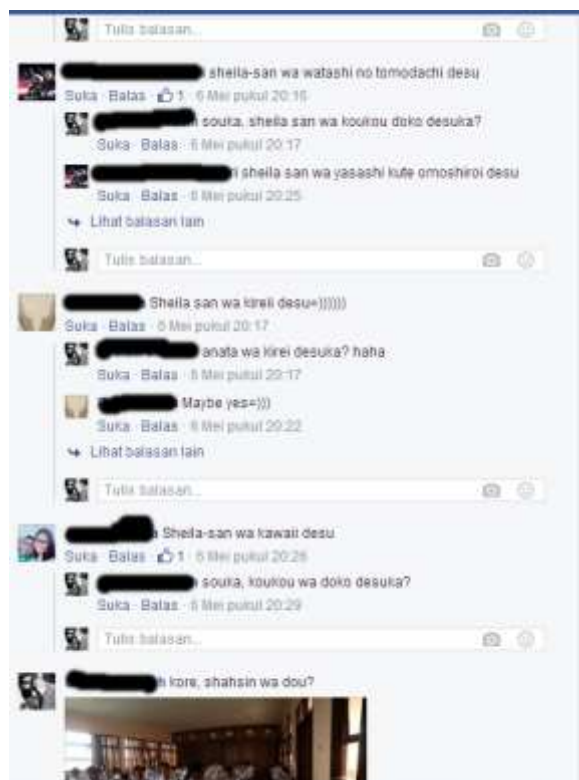 Tulis balasan...
sheila-san wa watashi no tomodachi desu
Suka · Balas · 1 · 6 Mei pukul 20:16
souka, sheila san wa koukou doko desuka?
Suka · Balas · 6 Mei pukul 20:17
sheila san wa yasashi kute omoshiroi desu
Suka · Balas · 6 Mei pukul 20:25
Lihat balasan lain
Tulis balasan...
Sheila san wa kireii desu=))))))
Suka · Balas · 6 Mei pukul 20:17
anata wa kirei desuka? haha
Suka · Balas · 6 Mei pukul 20:17
Maybe yes=)))
Suka · Balas · 6 Mei pukul 20:22
Lihat balasan lain
Tulis balasan...
Sheila-san wa kawaii desu
Suka · Balas · 1 · 6 Mei pukul 20:26
souka, koukou wa doko desuka?
Suka · Balas · 6 Mei pukul 20:29
Tulis balasan...
kore, shahsin wa dou?